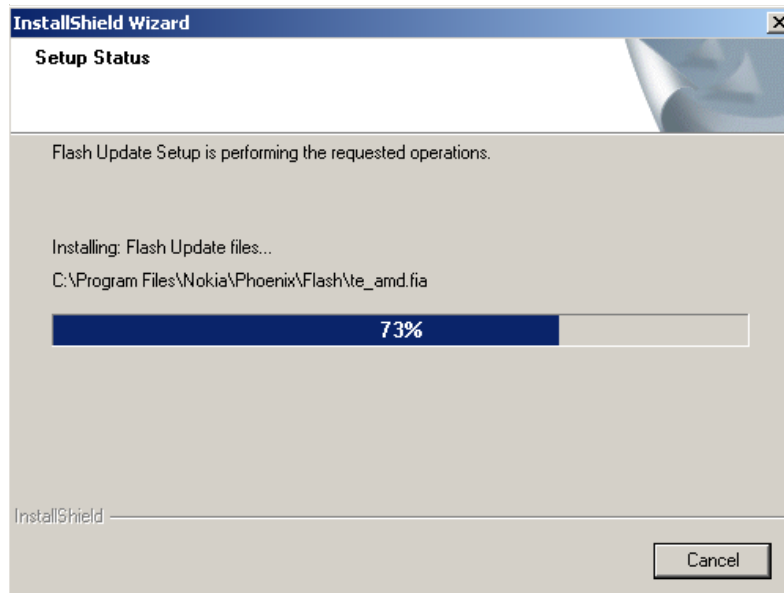 InstallShield Wizard
Setup Status
Flash Update Setup is performing the requested operations.
Installing: Flash Update files...
C:\Program Files\Nokia\Phoenix\Flash\te_amd.fia
73%
InstallShield
Cancel